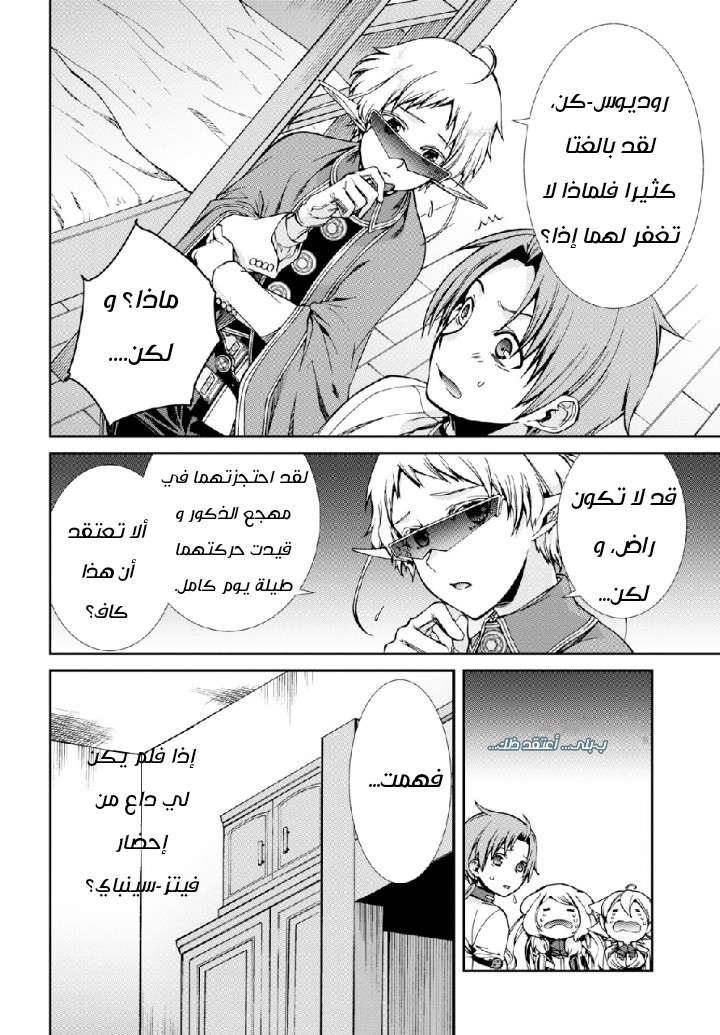 روديوس-كن،
لقد بالغتا
كثيرا فلماذا لا
تغفر لهما إذا؟
ماذا؟ و
لكن....
قد لا تكون
راض، و
لكن...
لقد احتجزتهما في
مهجع الذكور و
قيدت حركتهما
طيلة يوم كامل.
ألا تعتقد
أن هذا
كاف؟
ب-بلى... أعتقد ذلك...
فهمت...
إذا فلم يكن
لي داع من
إحضار
فيتز-سينباي؟